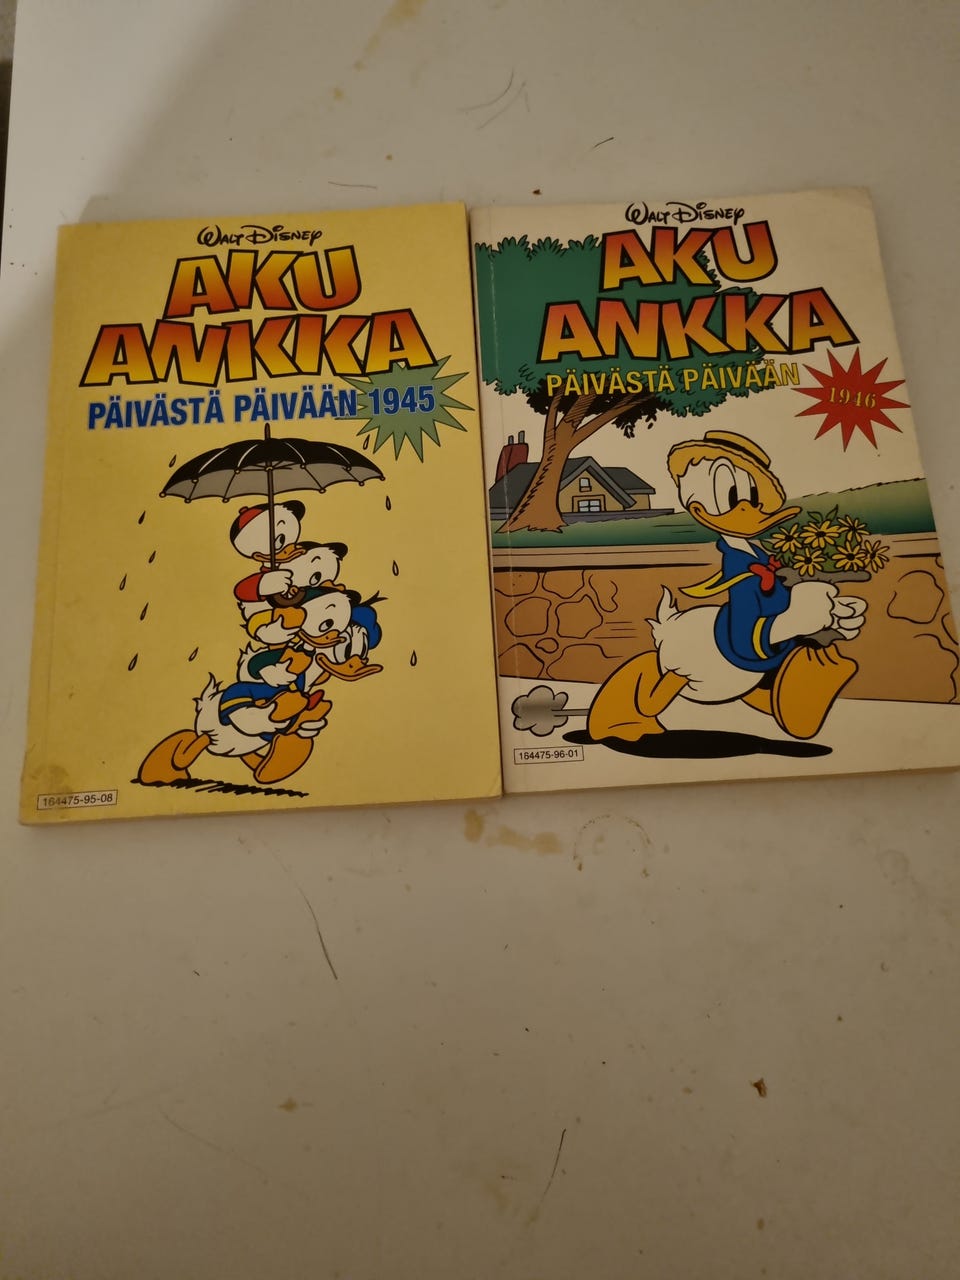 WALT DISNEY
AKU
ANKKA
PÄIVÄSTÄ PÄIVÄÄN 1945
164475-95-08
WALT DISNEY
AKU
ANKKA
PÄIVÄSTÄ PÄIVÄÄN
1946
164475-96-01